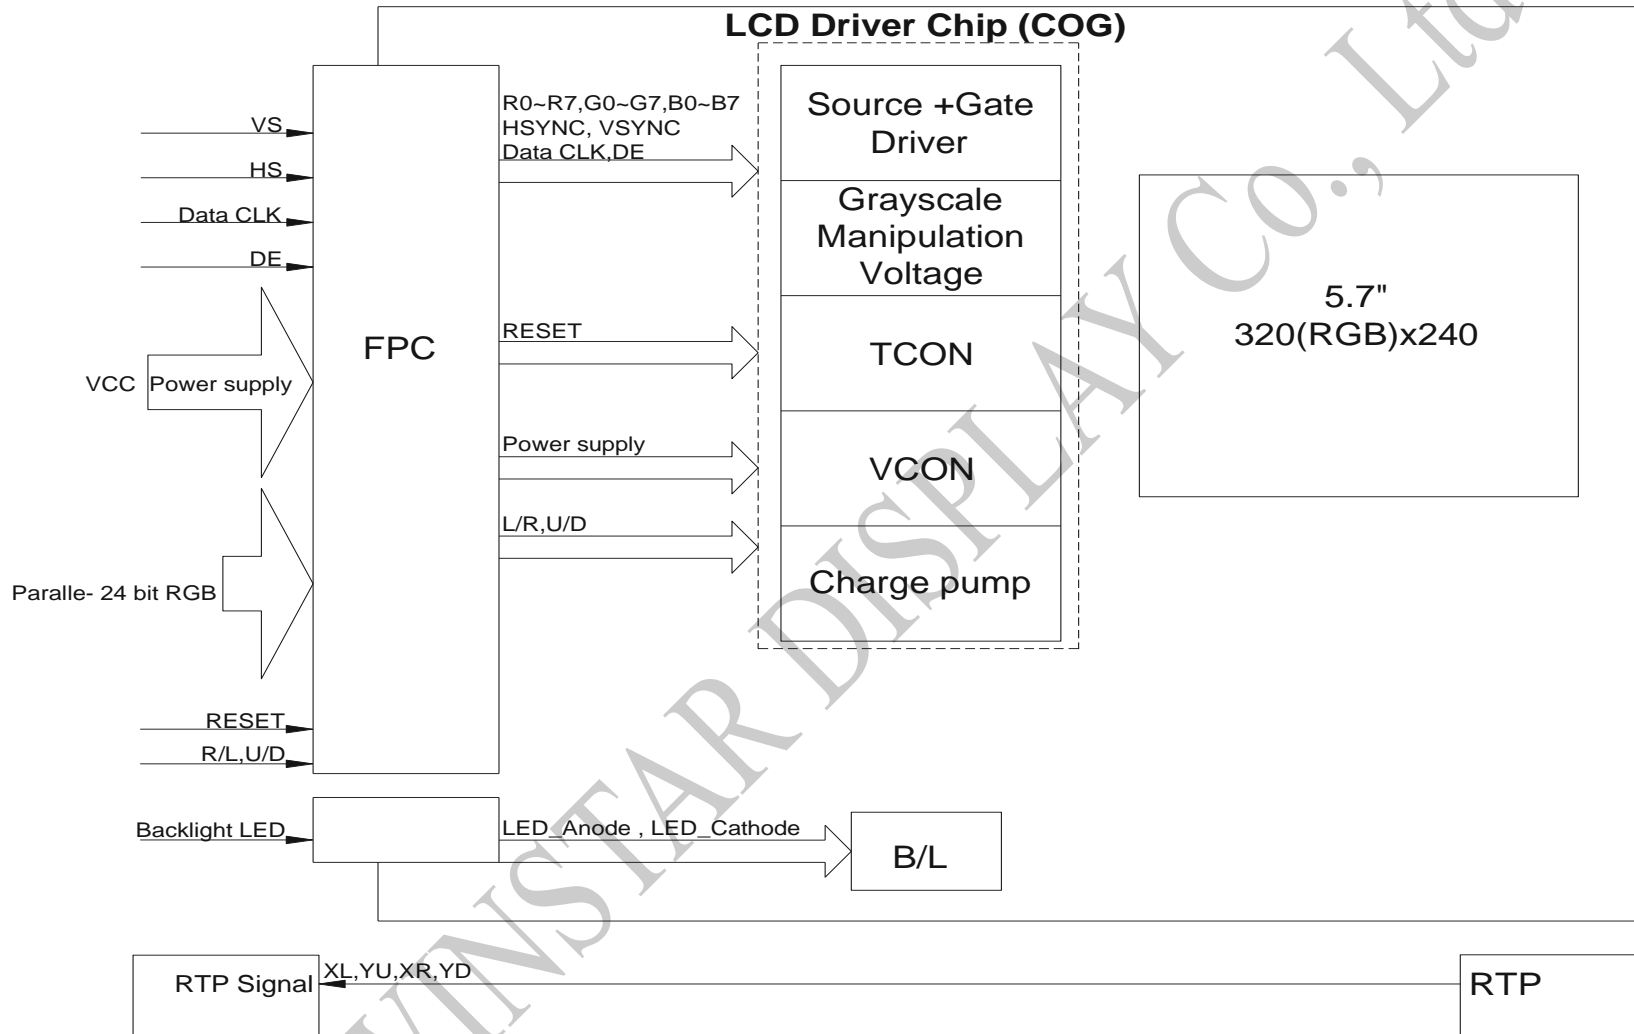 LCD Driver Chip (COG)
VS
HS
Data CLK
DE
VCC Power supply
Paralle- 24 bit RGB
RESET
R/L,U/D
Backlight LED
FPC
R0~R7,G0~G7,B0~B7
HSYNC, VSYNC
Data CLK,DE
RESET
Power supply
L/R,U/D
LED_Anode , LED_Cathode
Source +Gate
Driver
Grayscale
Manipulation
Voltage
TCON
VCON
Charge pump
5.7"
320(RGB)x240
B/L
RTP Signal
XL,YU,XR,YD
RTP
WINSTAR DISPLAY Co., Ltd